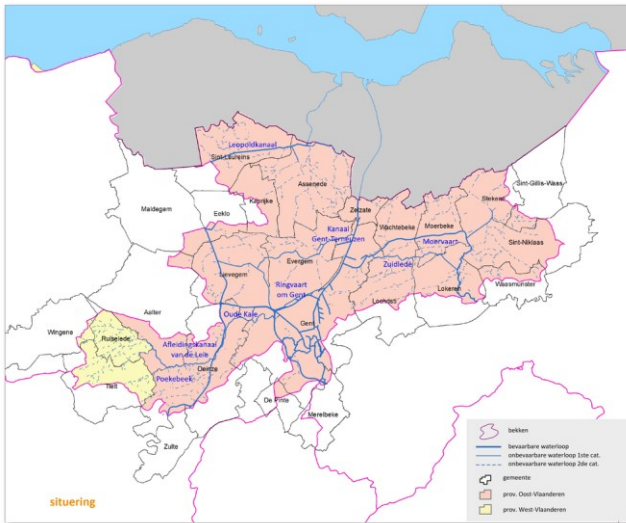 Leopoldkanaal
Sint-Laureins
Assenede
Sint-Gillis-Waas
Maldegem
Eeklo
Kaprijke
Zelzate
Stekene
Wachtebeke
Moerbeke
Kanaal
Gent-Terneuzen
Moervaart
Sint-Niklaas
Evergem
Zuidlede
Lievegem
Ringvaart
om Gent
Lokeren
Waasmunster
Lochristi
Aalter
Oude Kale
Gent
Wingene
Ruiselede
Afleidingskanaal
van de Leie
Deinze
Poekebeek
Tielt
De Pinte
Merelbeke
Zulte
situering
bekken
bevaarbare waterloop
onbevaarbare waterloop 1ste cat.
onbevaarbare waterloop 2de cat.
gemeente
prov. Oost-Vlaanderen
prov. West-Vlaanderen